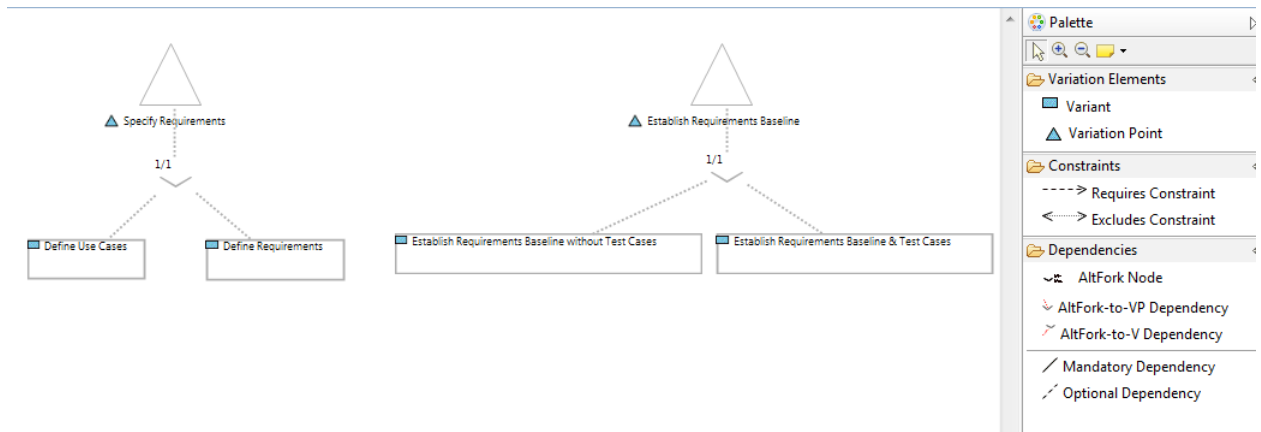 Specify Requirements
1/1
Define Use Cases
Define Requirements
Establish Requirements Baseline
1/1
Establish Requirements Baseline without Test Cases
Establish Requirements Baseline & Test Cases
Palette
Variation Elements
Variant
Variation Point
Constraints
Requires Constraint
Excludes Constraint
Dependencies
AltFork Node
AltFork-to-VP Dependency
AltFork-to-V Dependency
Mandatory Dependency
Optional Dependency